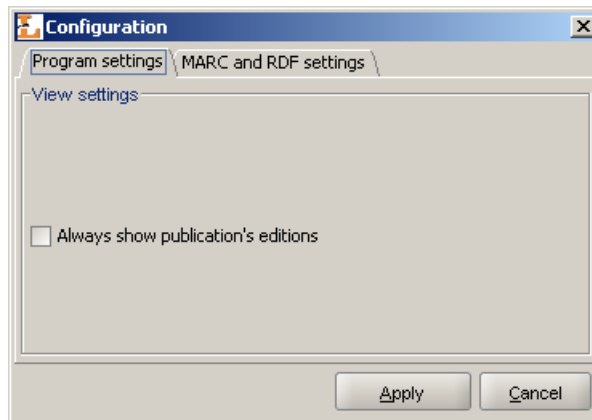 Configuration
Program settings MARC and RDF settings
View settings
Always show publication's editions
Apply Cancel